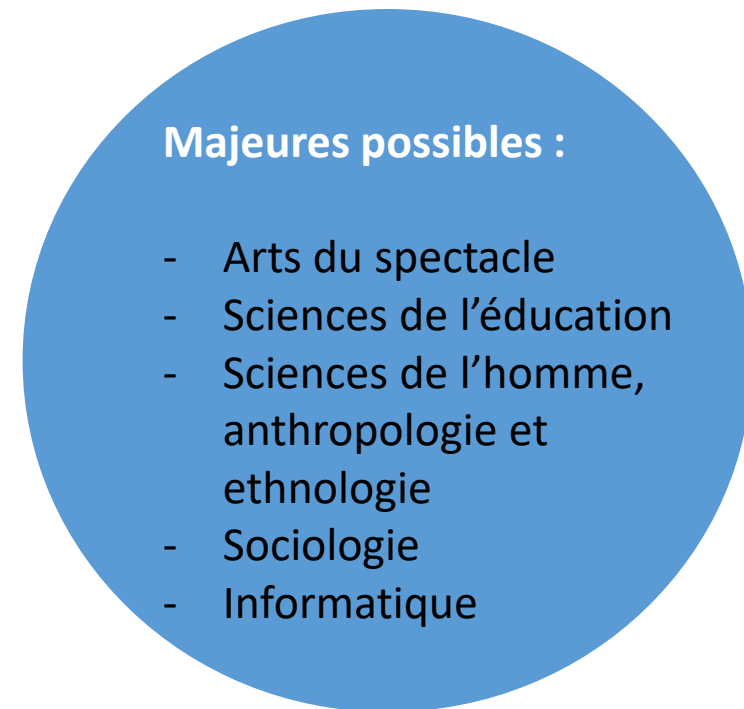 Majeures possibles :
- Arts du spectacle
- Sciences de l’éducation
- Sciences de l’homme,
anthropologie et
ethnologie
- Sociologie
- Informatique